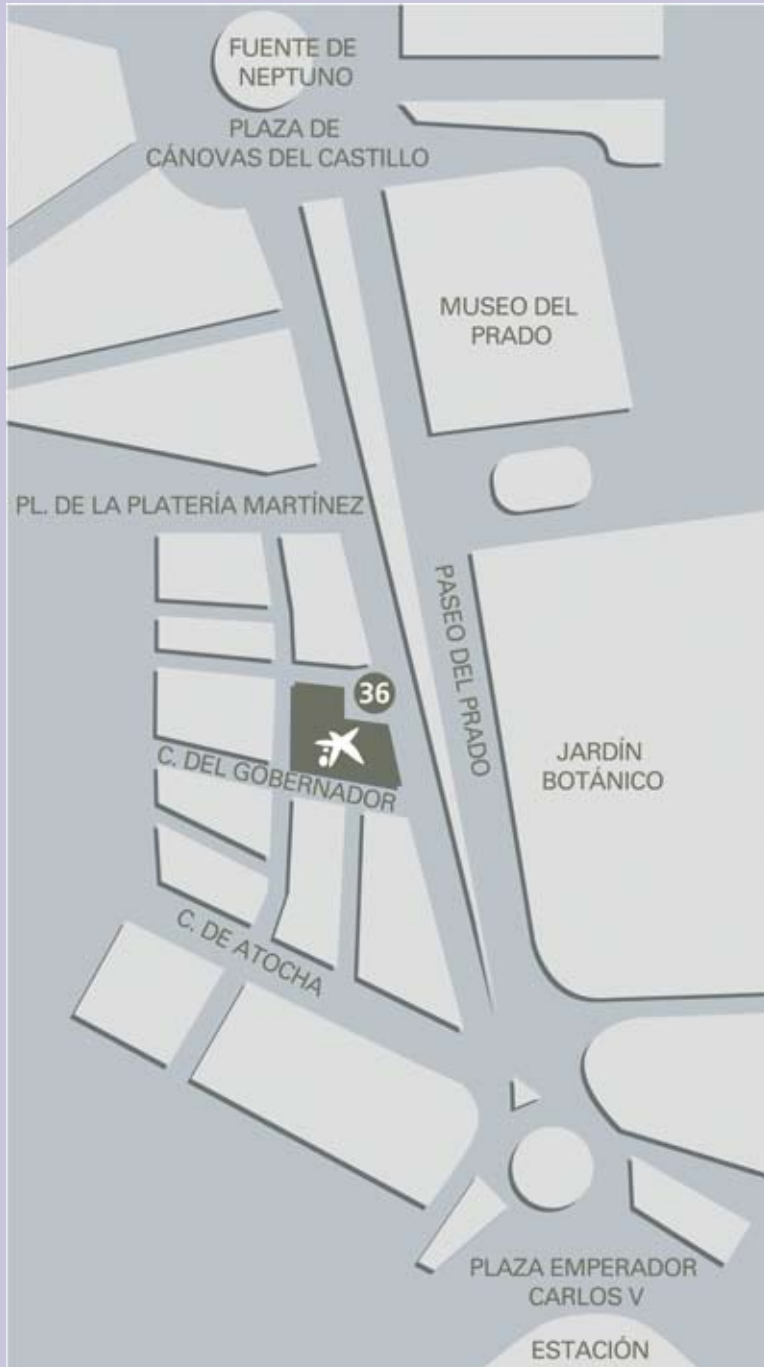 FUENTE DE
NEPTUNO
PLAZA DE
CÁNOVAS DEL CASTILLO
MUSEO DEL
PRADO
PL. DE LA PLATERÍA MARTÍNEZ
PASEO DEL PRADO
36
JARDÍN
BOTÁNICO
C. DEL GOBERNADOR
C. DE ATOCHA
PLAZA EMPERADOR
CARLOS V
ESTACIÓN